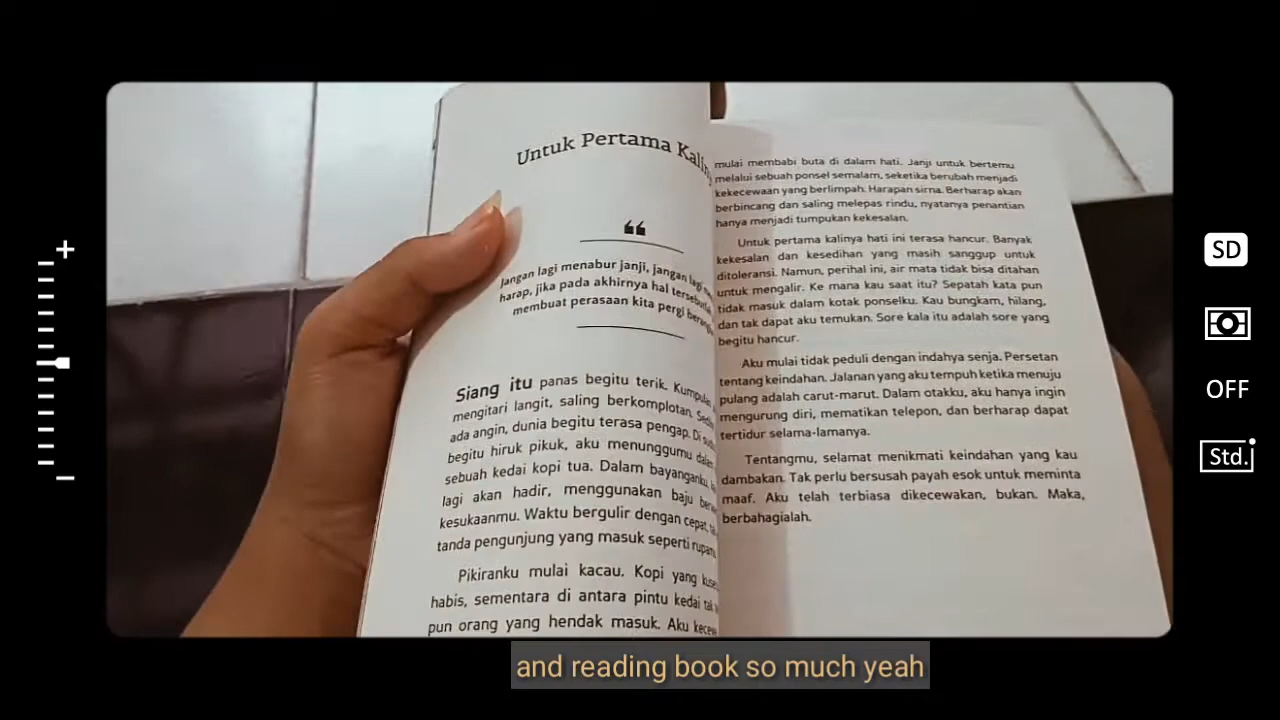 Untuk Pertama
Jangan lagi menabur janji, jangan lagi
harap, jika pada akhirnya hal
membuat perasaan kita pergi
Siang itu panas begitu terik.
mengitari langit, saling berkomplotan.
ada angin, dunia begitu terasa pengap. Di
begitu hiruk pikuk, aku menunggumu
sebuah kedai kopi tua. Dalam bayanganku,
lagi akan hadir, menggunakan baju
kesukaanmu. Waktu bergulir dengan cepat,
tanda pengunjung yang masuk seperti
Pikiranku mulai kacau. Kopi yang
habis, sementara di antara pintu kedai tak
pun orang yang hendak masuk. Aku
mulai membabi buta di dalam hati. Janji untuk bertemu
melalui sebuah ponsel semalam, seketika berubah menjadi
kekecewaan yang berlimpah. Harapan sirna. Berharap akan
berbincang dan saling melepas rindu, nyatanya penantian
hanya menjadi tumpukan kekesalan.
Untuk pertama kalinya hati ini terasa hancur. Banyak
kekesalan dan kesedihan yang masih sanggup untuk
ditoleransi. Namun, perihal ini, air mata tidak bisa ditahan
untuk mengalir. Ke mana kau saat itu? Sepatah kata pun
tidak masuk dalam kotak ponselku. Kau bungkam, hilang,
dan tak dapat aku temukan. Sore kala itu adalah sore yang
begitu hancur.
Aku mulai tidak peduli dengan indahya senja. Persetan
tentang keindahan. Jalanan yang aku tempuh ketika menuju
pulang adalah carut-marut. Dalam otakku, aku hanya ingin
mengurung diri, mematikan telepon, dan berharap dapat
tertidur selama-lamanya.
Tentangmu, selamat menikmati keindahan yang kau
dambakan. Tak perlu bersusah payah esok untuk meminta
maaf. Aku telah terbiasa dikecewakan, bukan. Maka,
berbahagialah.
SD
OFF
Std.
and reading book so much yeah